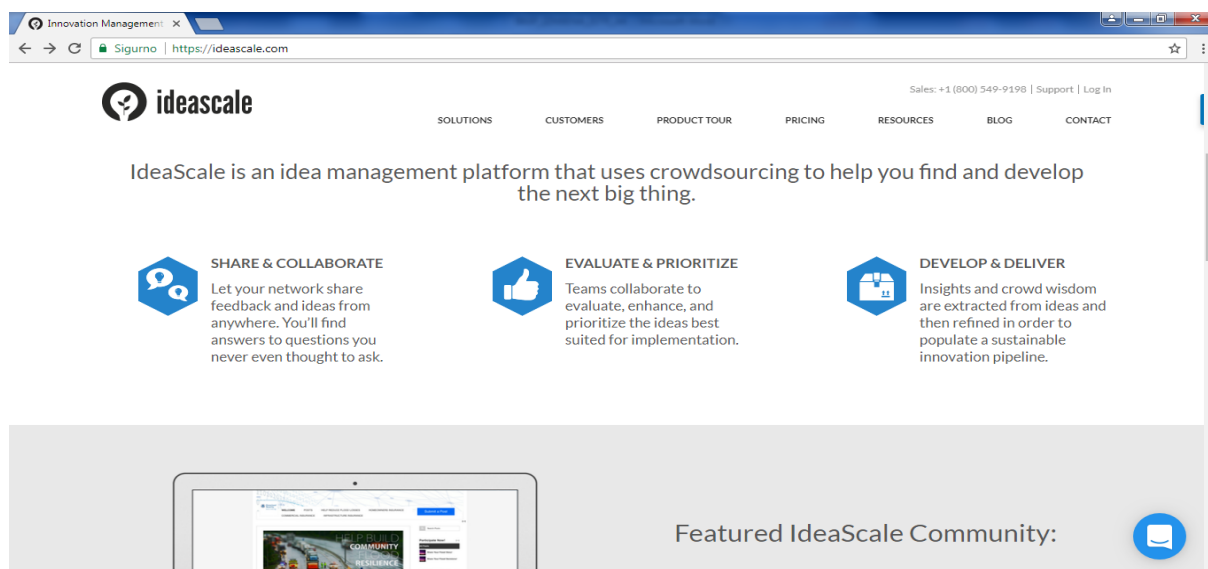 Innovation Management
Sigurno | https://ideascale.com
ideascale
Sales: +1 (800) 549-9198 | Support | Log In
SOLUTIONS CUSTOMERS PRODUCT TOUR PRICING RESOURCES BLOG CONTACT
IdeaScale is an idea management platform that uses crowdsourcing to help you find and develop
the next big thing.
SHARE & COLLABORATE
Let your network share
feedback and ideas from
anywhere. You'll find
answers to questions you
never even thought to ask.
EVALUATE & PRIORITIZE
Teams collaborate to
evaluate, enhance, and
prioritize the ideas best
suited for implementation.
DEVELOP & DELIVER
Insights and crowd wisdom
are extracted from ideas and
then refined in order to
populate a sustainable
innovation pipeline.
HELP BUILD
COMMUNITY
RESILIENCE
Featured IdeaScale Community: